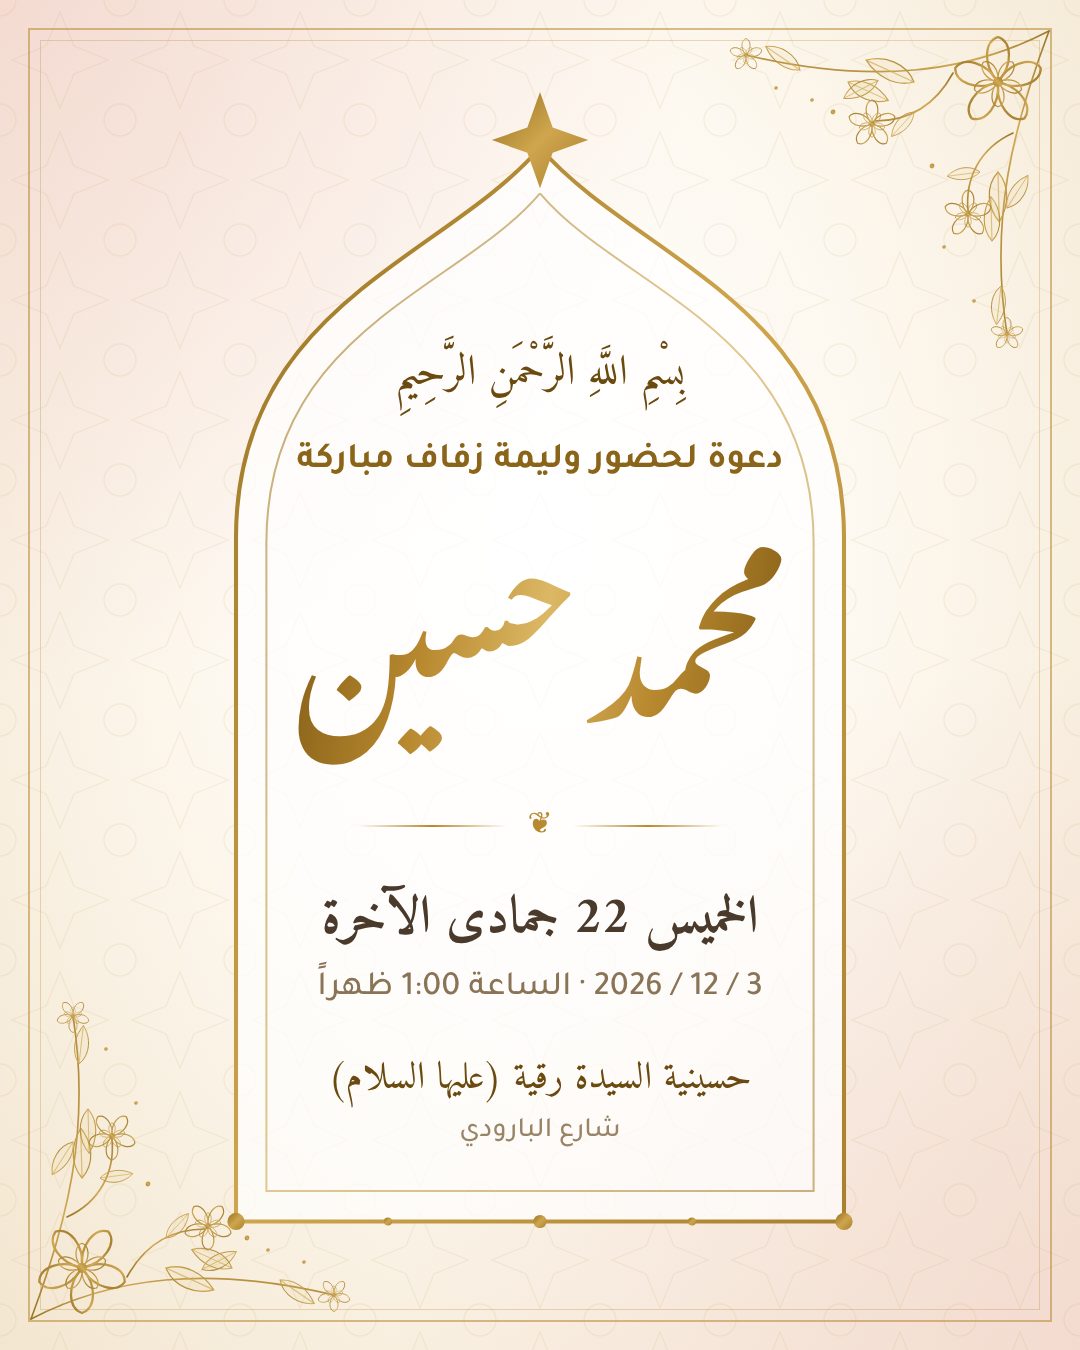 بِسْمِ اللَّهِ الرَّحْمَنِ الرَّحِيمِ
دعوة لحضور وليمة زفاف مباركة
محمد حسين
الخميس 22 جمادى الآخرة
3 / 12 / 2026 · الساعة 1:00 ظهراً
حسينية السيدة رقية (عليها السلام)
شارع البارودي